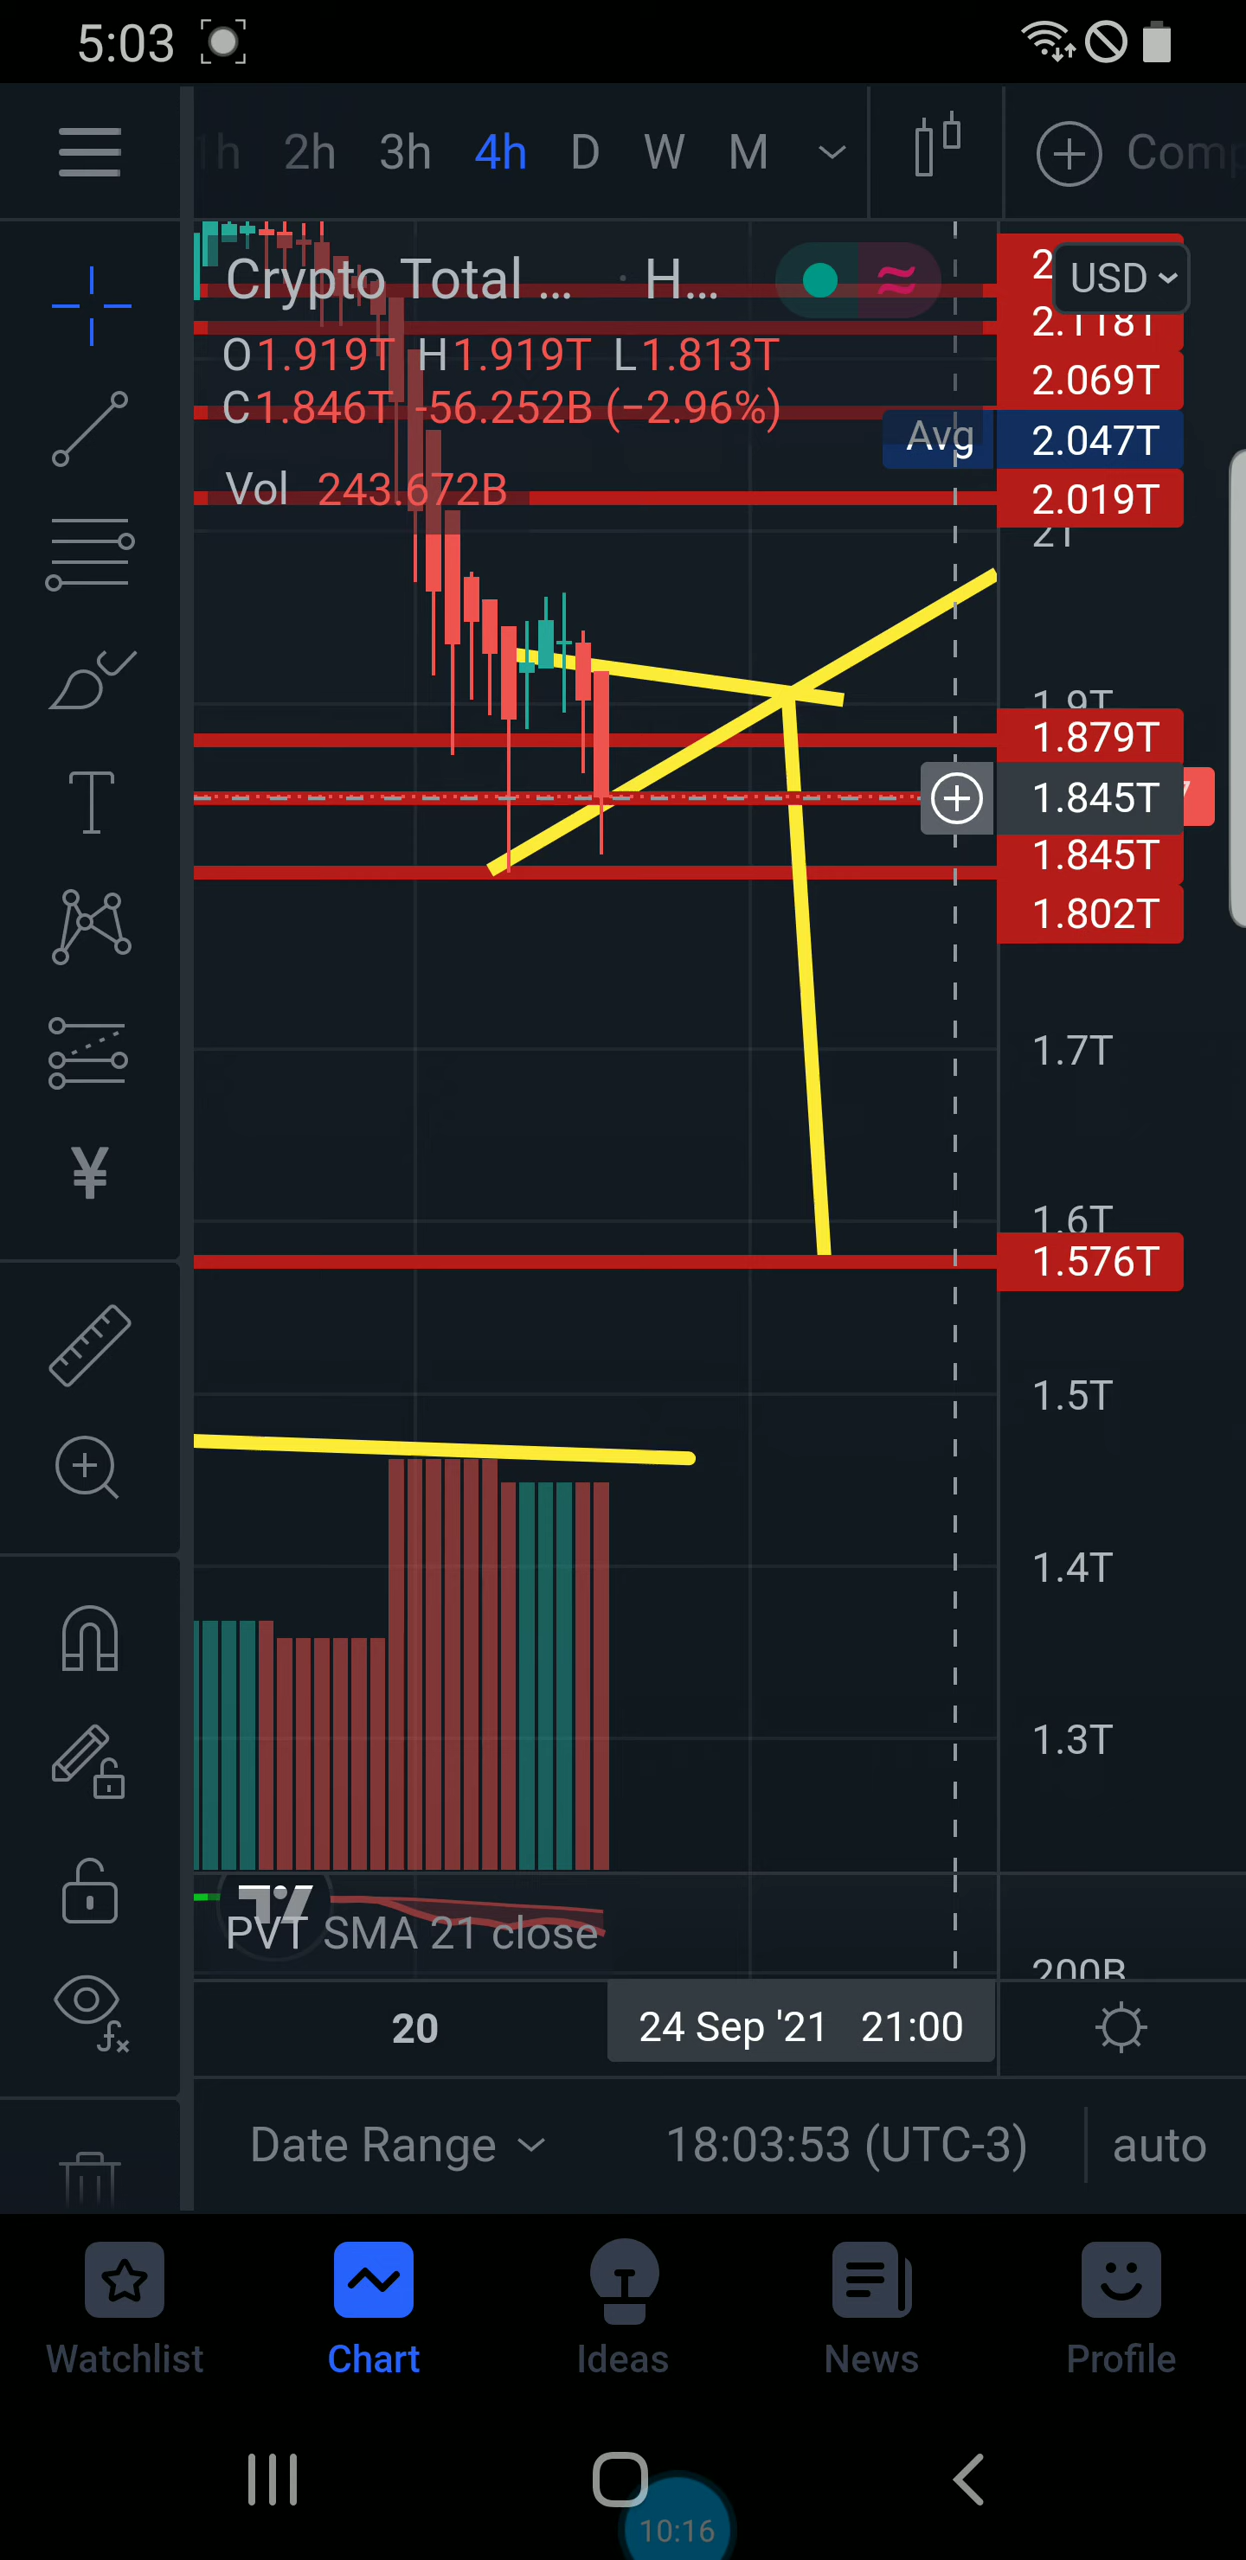 5:03
2h 3h 4h D W M
Crypto Total ... · H...
USD
O1.919T H1.919T L1.813T
2.118T
C1.846T -56.252B (−2.96%)
2.069T
Avg 2.047T
Vol 243.672B
2.019T
2T
1.9T
1.879T
1.845T
1.845T
1.802T
1.7T
1.6T
1.576T
1.5T
1.4T
1.3T
PVT SMA 21 close
200B
20
24 Sep '21 21:00
Date Range 18:03:53 (UTC-3) auto
Watchlist Chart Ideas News Profile
10:16